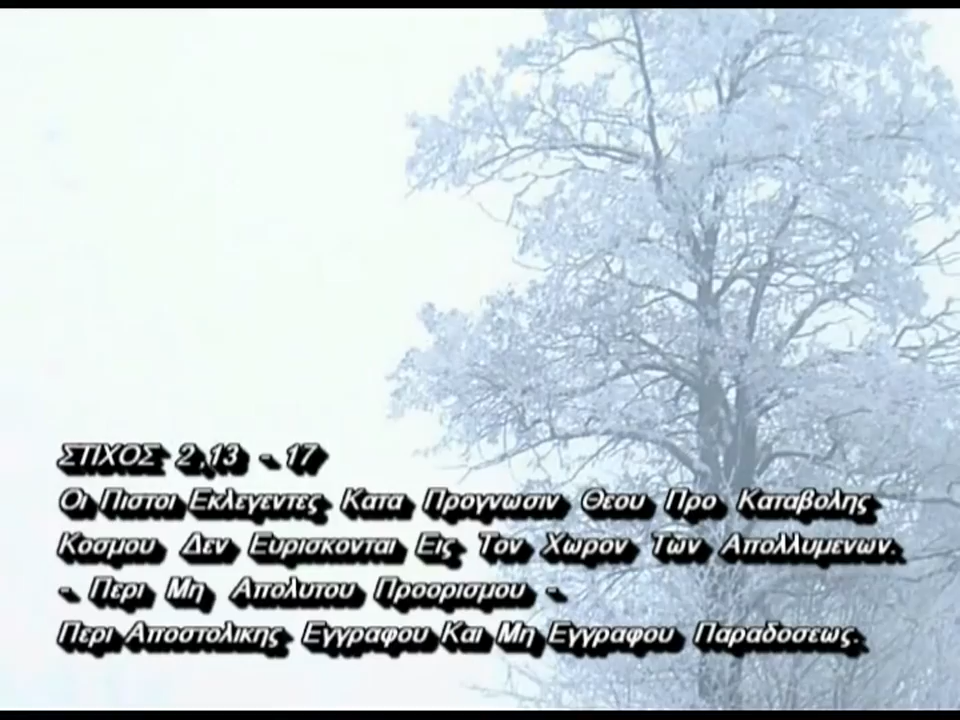 ΣΤΙΧΟΣ 2,13 - 17
Οι Πιστοι Εκλεγεντες Κατα Προγνωσιν Θεου Προ Καταβολης
Κοσμου Δεν Ευρισκονται Εις Τον Χωρον Των Απολλυμενων.
- Περι Μη Απολυτου Προορισμου -
Περι Αποστολικης Εγγραφου Και Μη Εγγραφου Παραδοσεως.